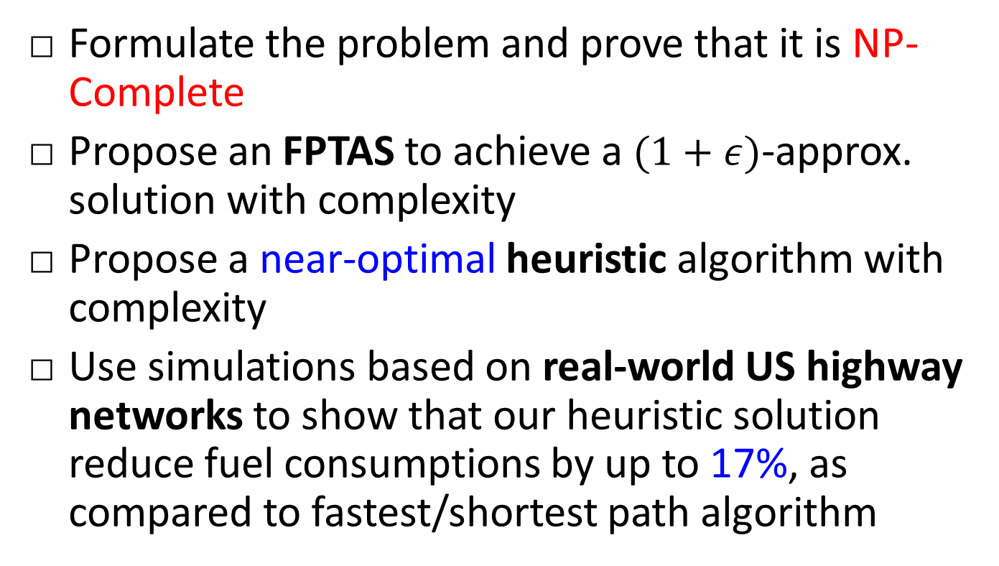 □ Formulate the problem and prove that it is NP-
Complete
□ Propose an FPTAS to achieve a (1 + ϵ)-approx.
solution with complexity
□ Propose a near-optimal heuristic algorithm with
complexity
□ Use simulations based on real-world US highway
networks to show that our heuristic solution
reduce fuel consumptions by up to 17%, as
compared to fastest/shortest path algorithm